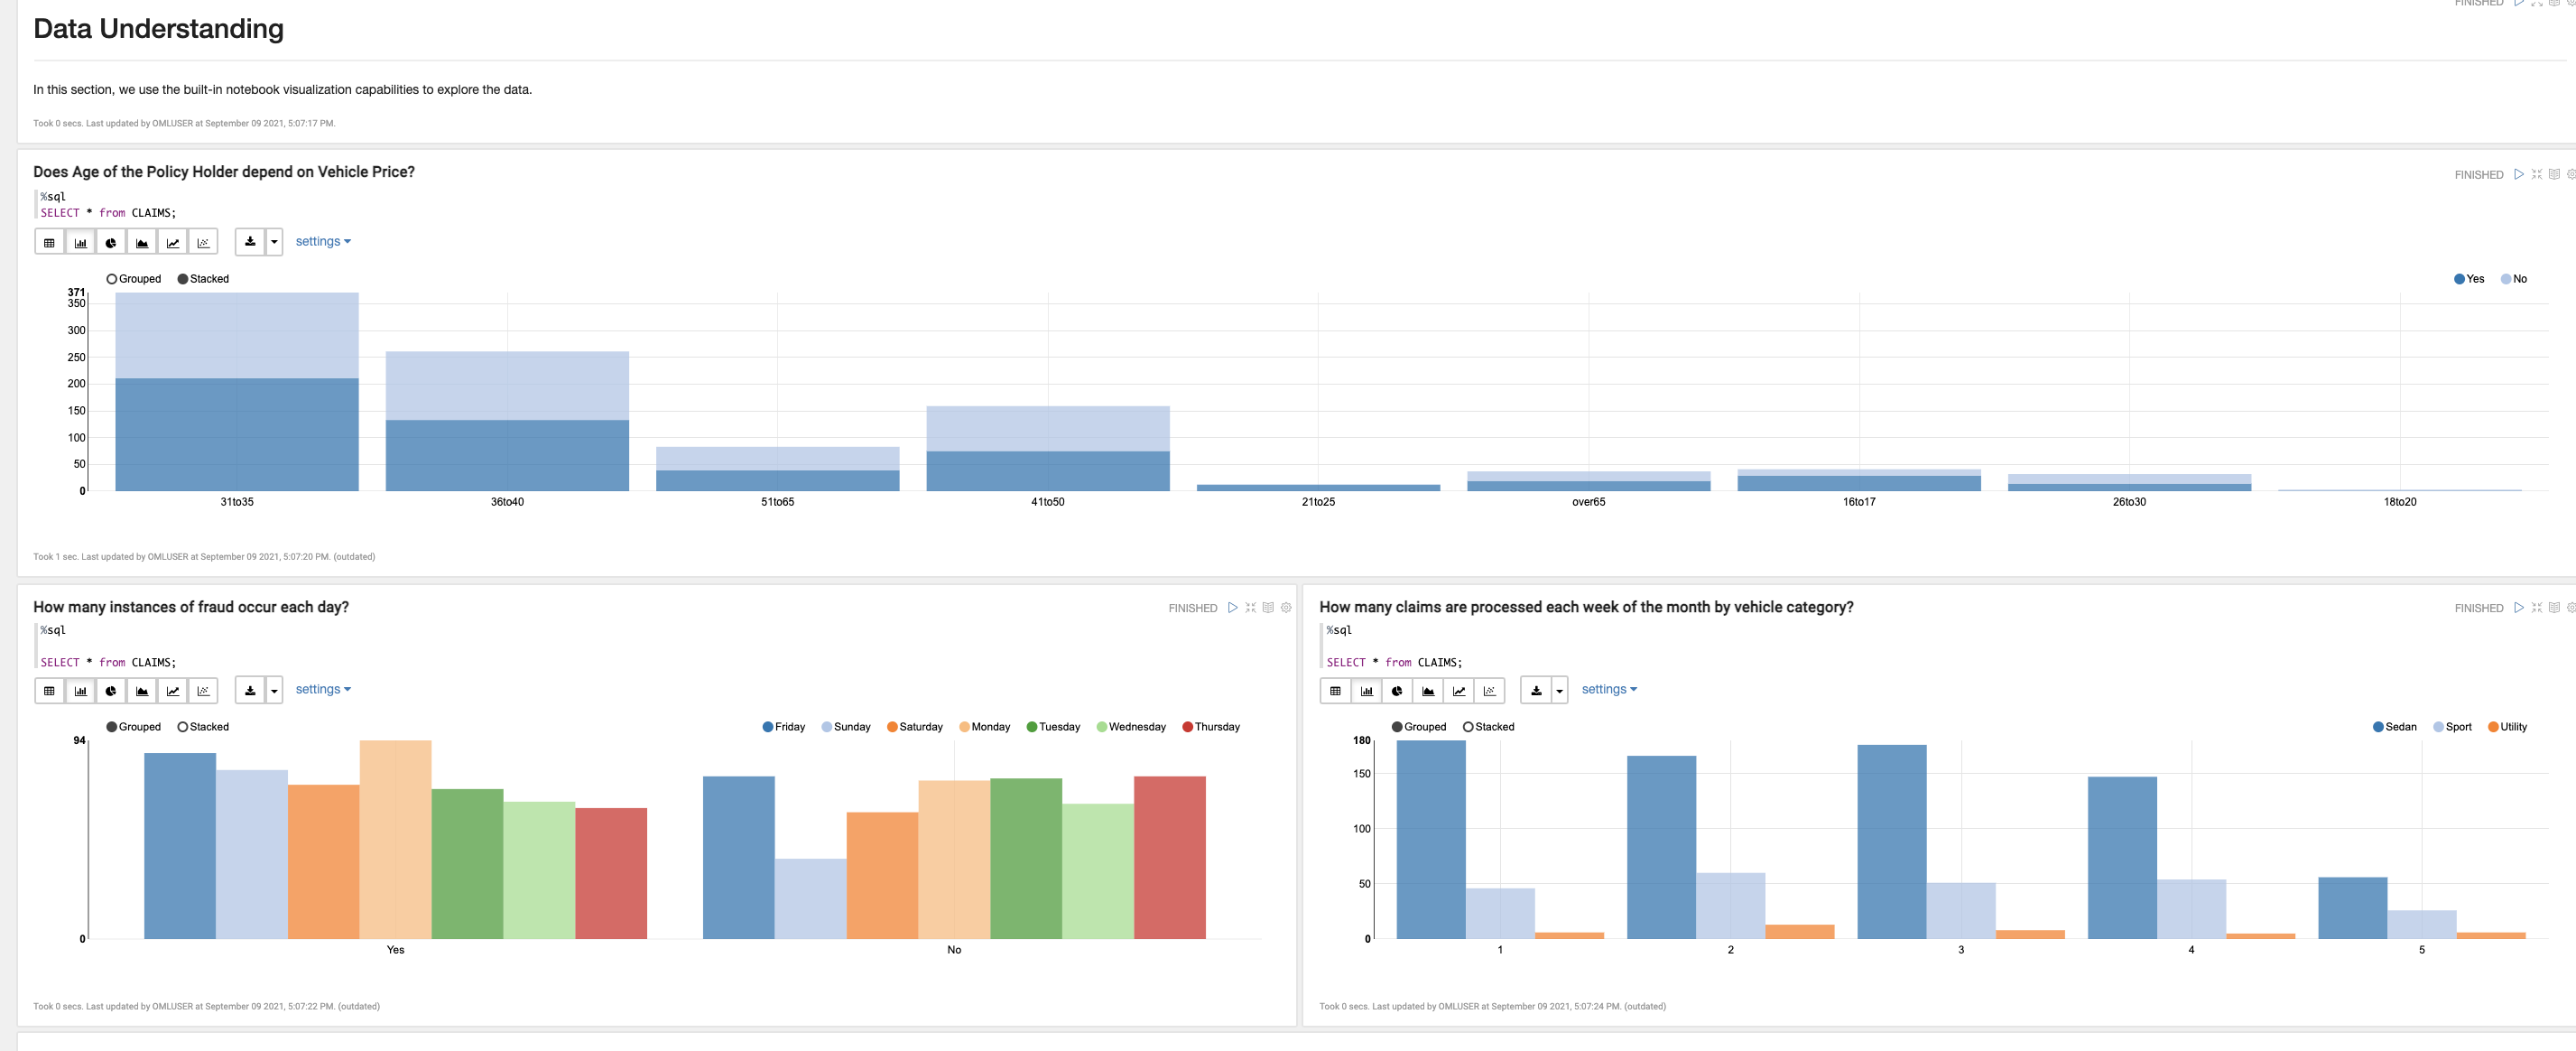 FINISHED
Data Understanding
In this section, we use the built-in notebook visualization capabilities to explore the data.
Took 0 secs. Last updated by OMLUSER at September 09 2021, 5:07:17 PM.
Does Age of the Policy Holder depend on Vehicle Price?
FINISHED
%sql
SELECT * from CLAIMS;
settings
Grouped Stacked
Yes No
371
350
300
250
200
150
100
50
0
31to35 36to40 51to65 41to50 21to25 over65 16to17 26to30 18to20
Took 1 sec. Last updated by OMLUSER at September 09 2021, 5:07:20 PM. (outdated)
How many instances of fraud occur each day?
FINISHED
%sql
SELECT * from CLAIMS;
settings
Grouped Stacked
Friday Sunday Saturday Monday Tuesday Wednesday Thursday
94
0
Yes No
Took 0 secs. Last updated by OMLUSER at September 09 2021, 5:07:22 PM. (outdated)
How many claims are processed each week of the month by vehicle category?
FINISHED
%sql
SELECT * from CLAIMS;
settings
Grouped Stacked
Sedan Sport Utility
180
150
100
50
0
1 2 3 4 5
Took 0 secs. Last updated by OMLUSER at September 09 2021, 5:07:24 PM. (outdated)